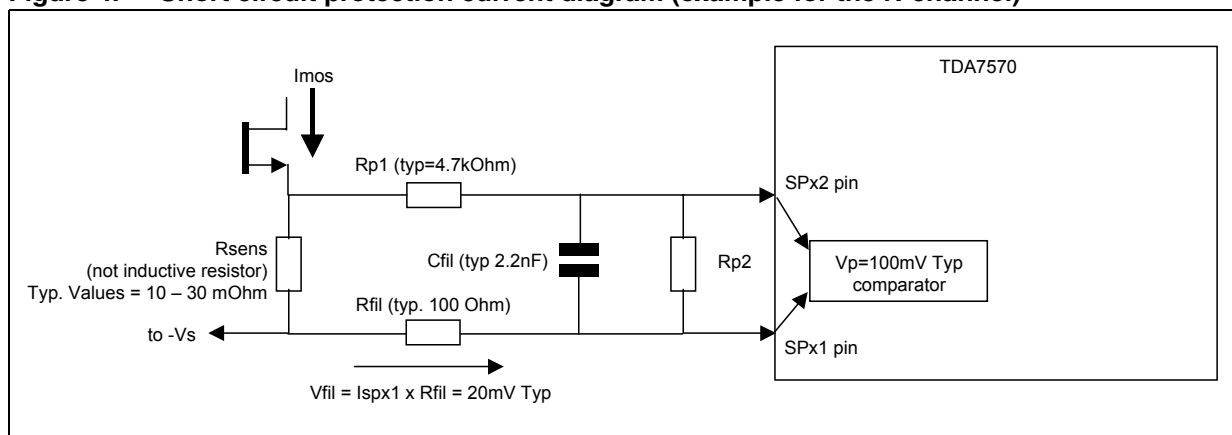 TDA7570
Imos
Rp1 (typ=4.7kOhm)
SPx2 pin
Rsens
(not inductive resistor)
Typ. Values = 10 – 30 mOhm
Cfil (typ 2.2nF)
Rp2
Vp=100mV Typ
comparator
Rfil (typ. 100 Ohm)
to -Vs
SPx1 pin
Vfil = Ispx1 x Rfil = 20mV Typ